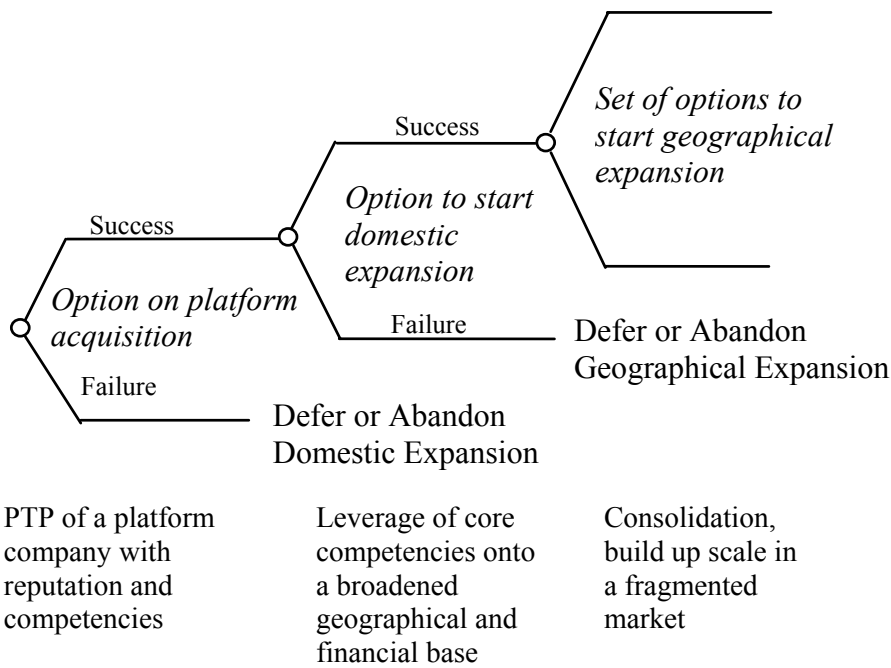 Set of options to
start geographical
expansion
Success
Option to start
domestic
expansion
Success
Option on platform
acquisition
Failure
Defer or Abandon
Geographical Expansion
Failure
Defer or Abandon
Domestic Expansion
PTP of a platform
company with
reputation and
competencies
Leverage of core
competencies onto
a broadened
geographical and
financial base
Consolidation,
build up scale in
a fragmented
market